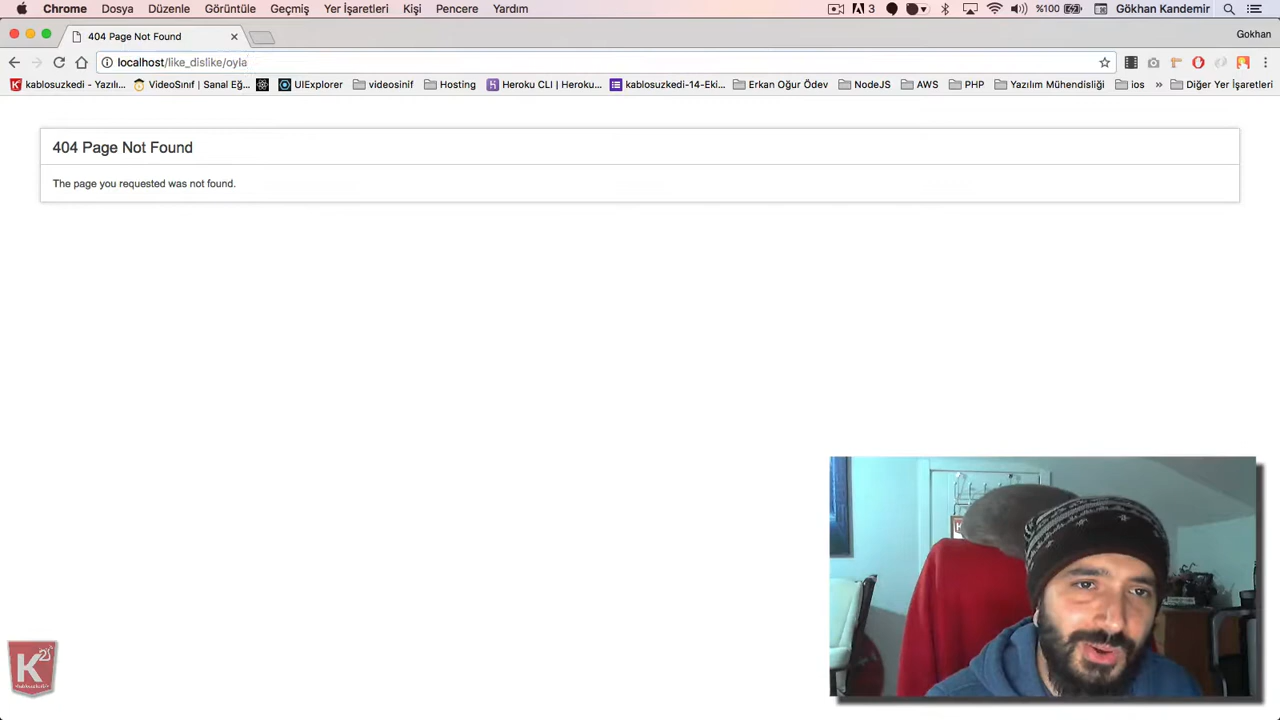 Chrome Dosya Düzenle Görüntüle Geçmiş Yer İşaretleri Kişi Pencere Yardım 3 %100 Gökhan Kandemir
404 Page Not Found Gokhan
localhost/like_dislike/oyla
kablosuzkedi - Yazılı... VideoSınıf | Sanal Eğ... UIExplorer videosinif Hosting Heroku CLI | Heroku... kablosuzkedi-14-Eki... Erkan Oğur Ödev NodeJS AWS PHP Yazılım Mühendisliği ios » Diğer Yer İşaretleri
404 Page Not Found
The page you requested was not found.
K